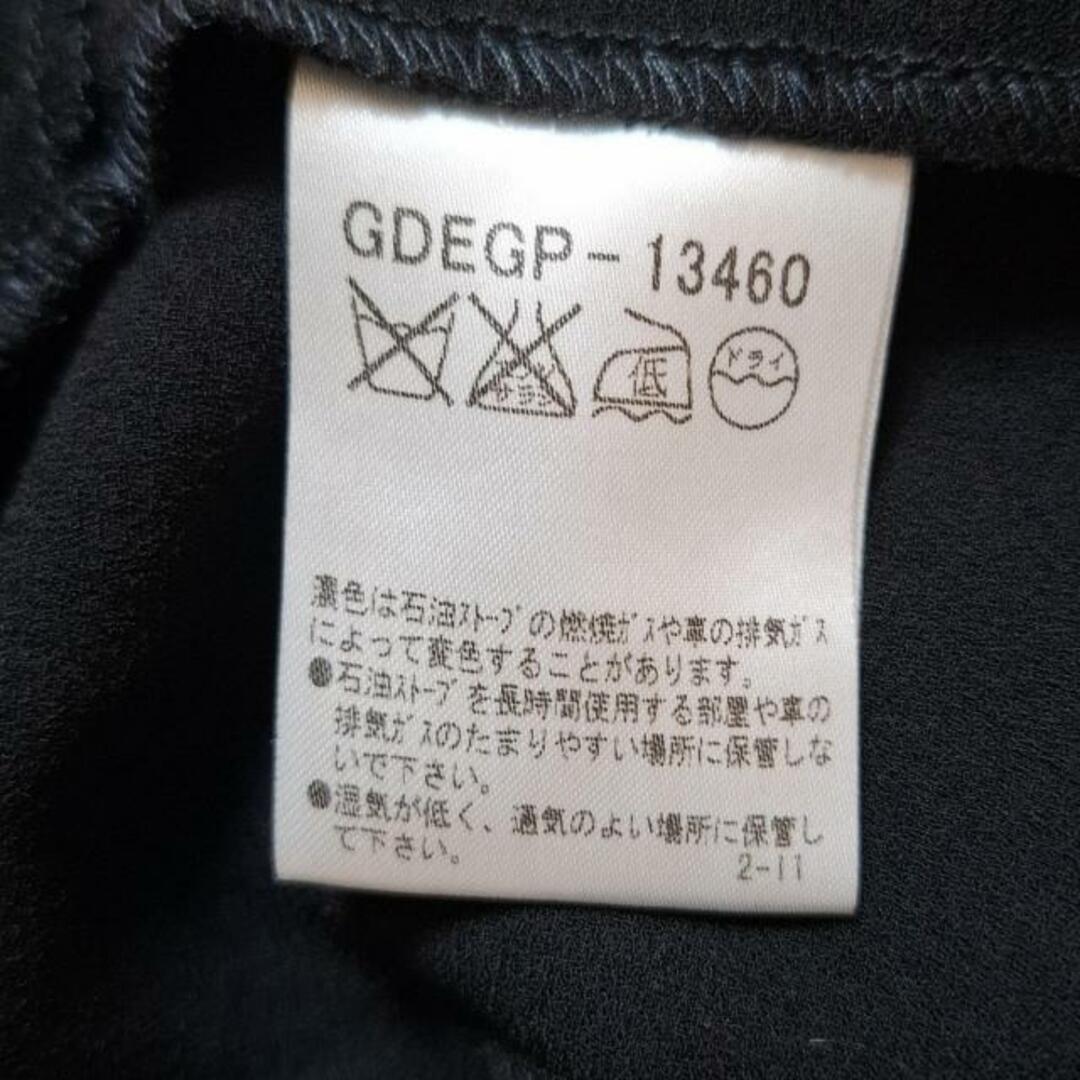 GDEGP-13460
サラシ 低 ドライ
濃色は石油ｽﾄｰﾌﾞの燃焼ｶﾞｽや車の排気ｶﾞｽ
によって変色することがあります。
●石油ｽﾄｰﾌﾞを長時間使用する部屋や車の
排気ｶﾞｽのたまりやすい場所に保管しな
いで下さい。
●湿気が低く、通気のよい場所に保管し
て下さい。
2-11